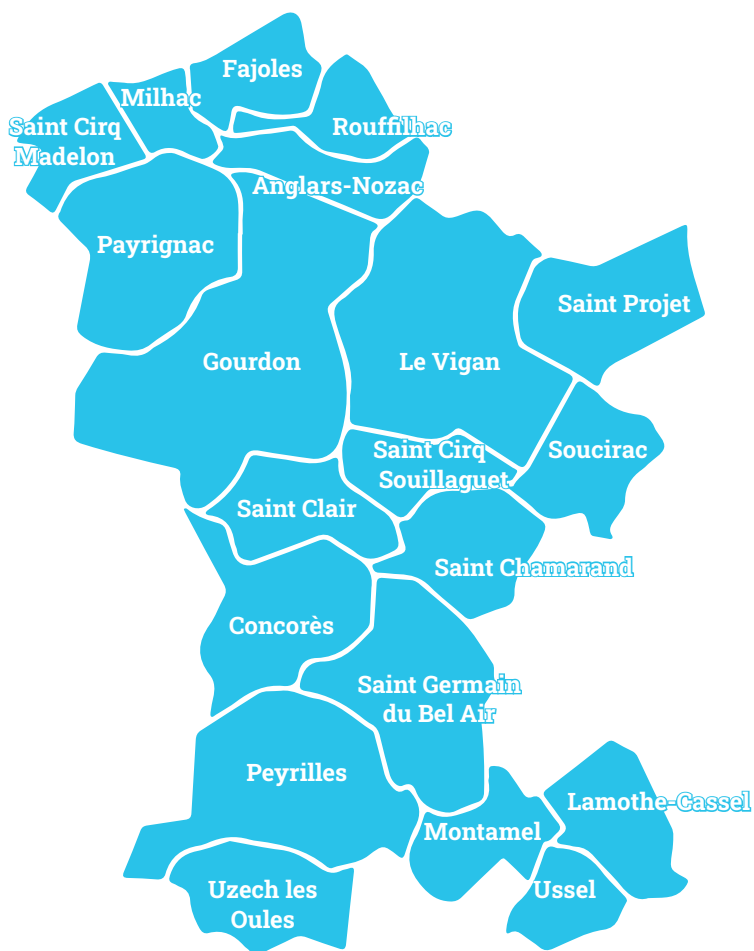 Fajoles
Milhac
Saint Cirq
Madelon
Rouffilhac
Anglars-Nozac
Payrignac
Saint Projet
Gourdon
Le Vigan
Saint Cirq
Souillaguet
Soucirac
Saint Clair
Saint Chamarand
Concorès
Saint Germain
du Bel Air
Peyrilles
Lamothe-Cassel
Montamel
Uzech les
Oules
Ussel